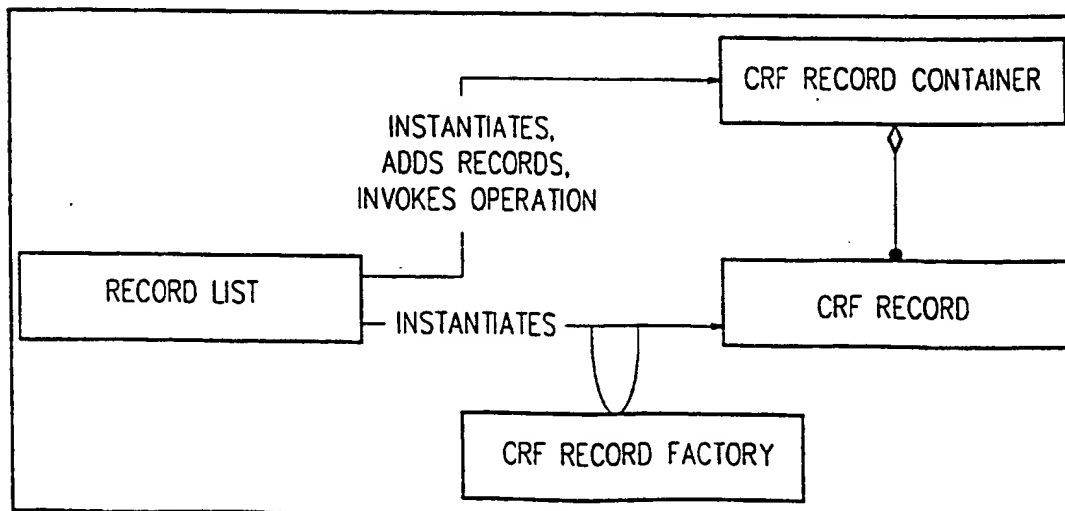 CRF RECORD CONTAINER
INSTANTIATES,
ADDS RECORDS,
INVOKES OPERATION
RECORD LIST
INSTANTIATES
CRF RECORD
CRF RECORD FACTORY